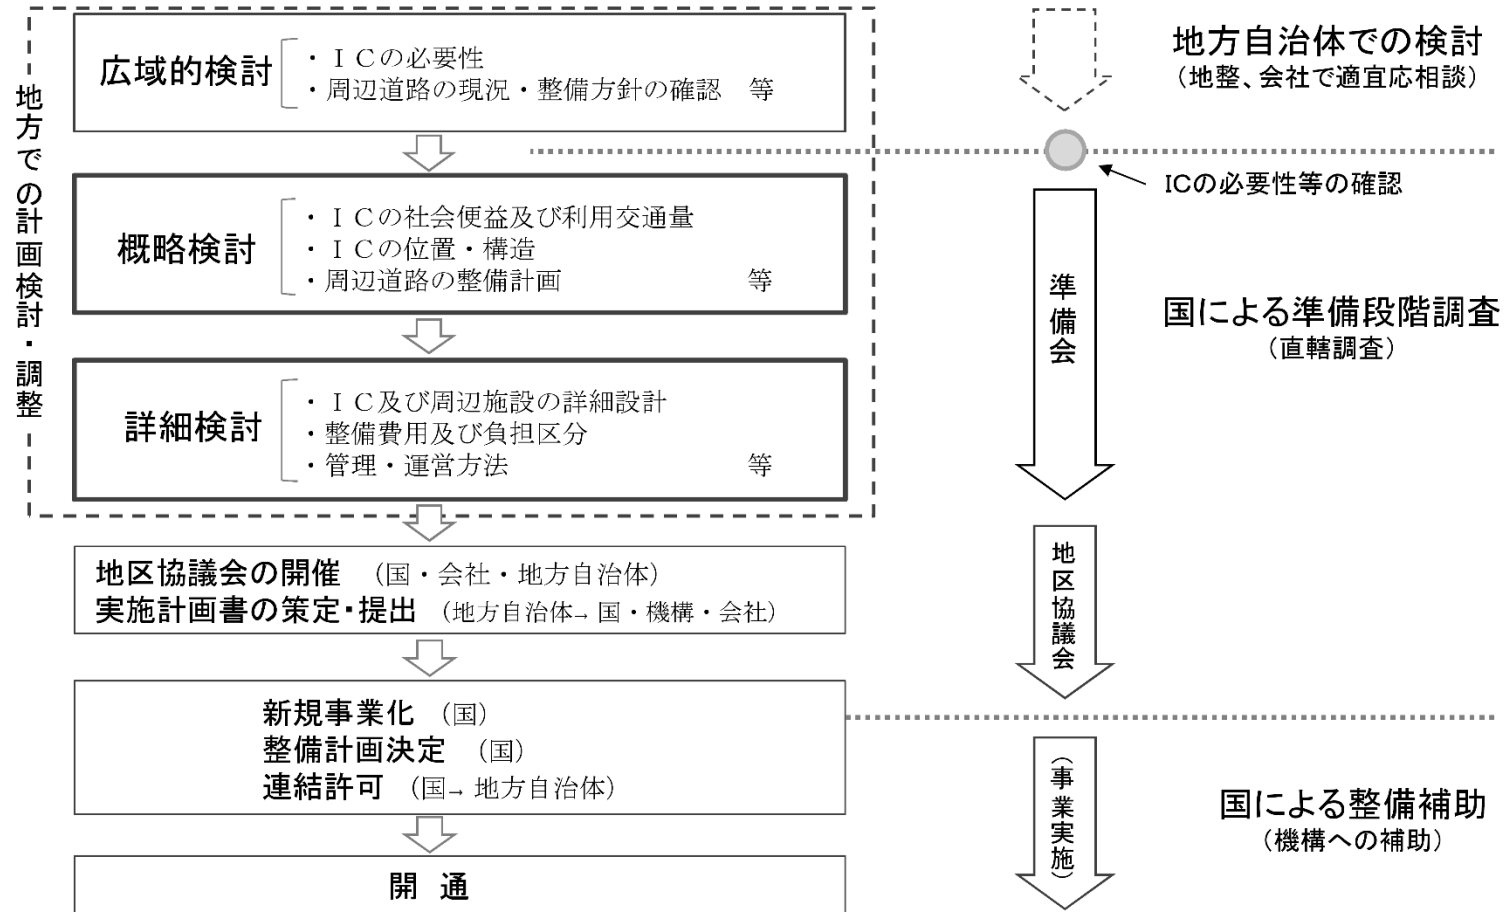 地方での計画検討・調整
広域的検討
・ＩＣの必要性
・周辺道路の現況・整備方針の確認　等
概略検討
・ＩＣの社会便益及び利用交通量
・ＩＣの位置・構造
・周辺道路の整備計画　等
詳細検討
・ＩＣ及び周辺施設の詳細設計
・整備費用及び負担区分
・管理・運営方法　等
地区協議会の開催　（国・会社・地方自治体）
実施計画書の策定・提出　（地方自治体→国・機構・会社）
新規事業化　（国）
整備計画決定　（国）
連結許可　（国→地方自治体）
開　通
地方自治体での検討
（地整、会社で適宜応相談）
ICの必要性等の確認
準備会
国による準備段階調査
（直轄調査）
地区協議会
（事業実施）
国による整備補助
（機構への補助）